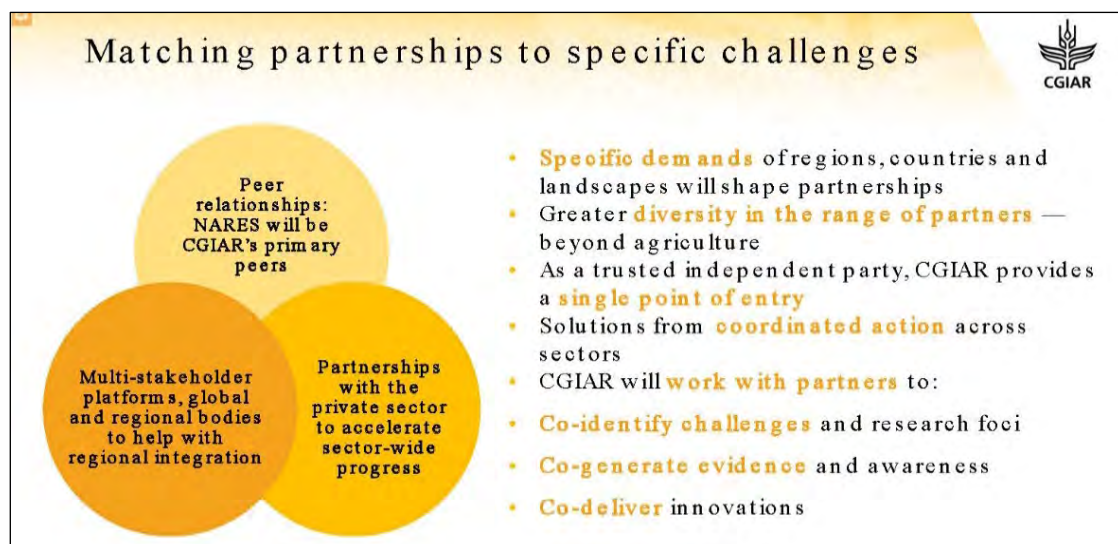 Matching partnerships to specific challenges
CGIAR
Peer
relationships:
NARES will be
CGIAR's primary
peers
Multi-stakeholder
platforms, global
and regional bodies
to help with
regional integration
Partnerships
with the
private sector
to accelerate
sector-wide
progress
• Specific demands of regions, countries and
landscapes will shape partnerships
• Greater diversity in the range of partners —
beyond agriculture
• As a trusted independent party, CGIAR provides
a single point of entry
• Solutions from coordinated action across
sectors
• CGIAR will work with partners to:
• Co-identify challenges and research foci
• Co-generate evidence and awareness
• Co-deliver innovations